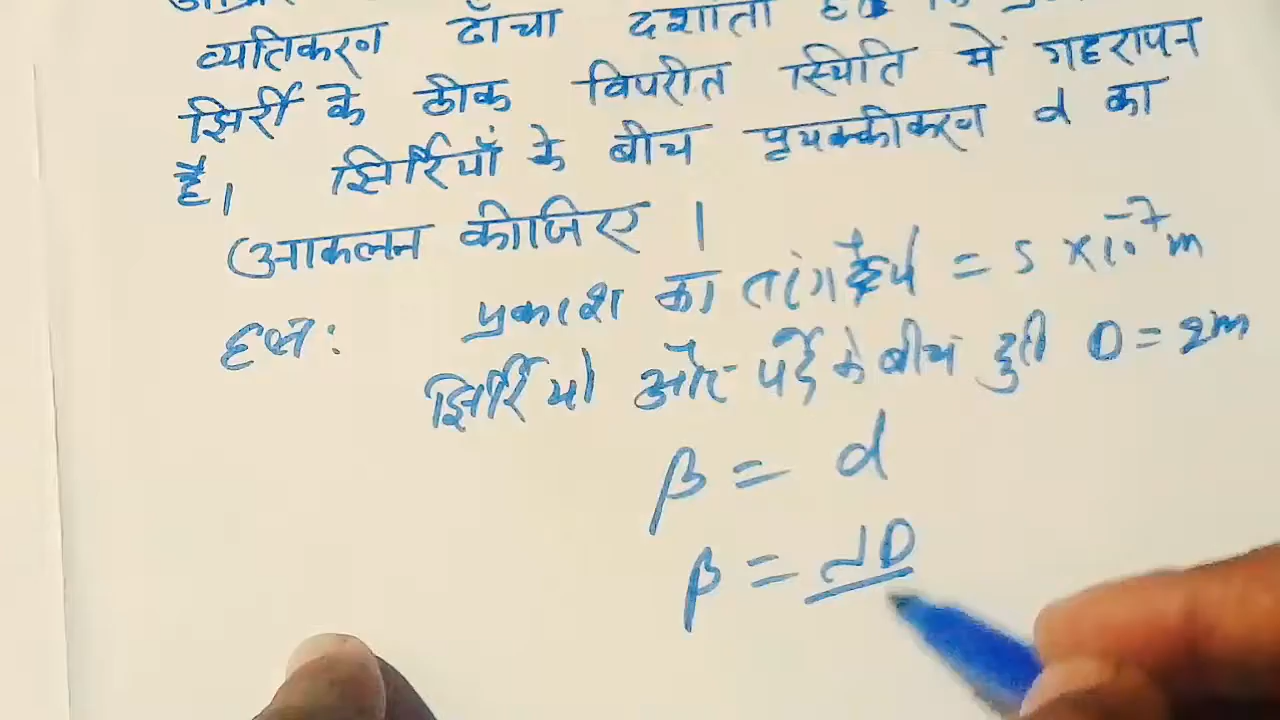 व्यतिकरण ढाँचा दर्शाता
झिर्री के ठीक विपरीत स्थिति में गहरापन
है। झिर्रियों के बीच पृथक्कीकरण d का
आकलन कीजिए।
हल: प्रकाश का तरंगदैर्ध्य = 5 ×10⁻⁷m
झिर्रियो और पर्दे के बीच दुरी D = 2m
β = d
β = λD